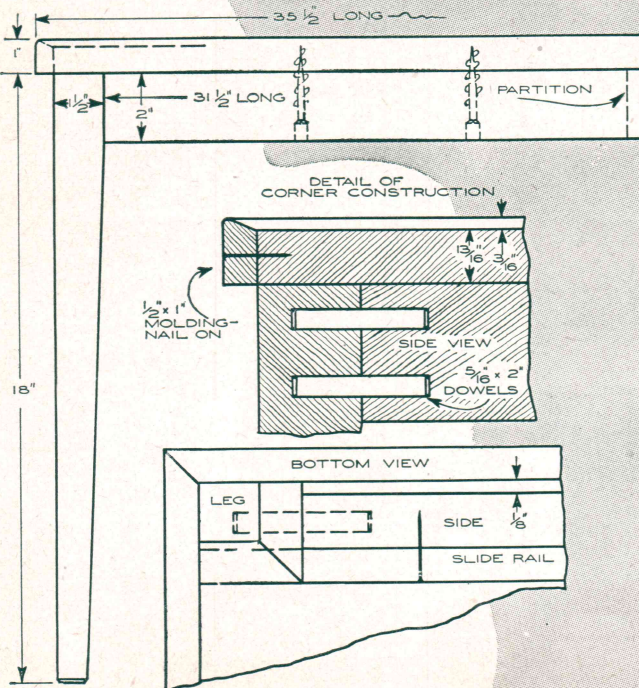 35 1/2" LONG
1"
1 1/2"
31 1/2" LONG
2"
PARTITION
DETAIL OF
CORNER CONSTRUCTION
13/16"
3/16"
1/2" x 1"
MOLDING-
NAIL ON
SIDE VIEW
5/16" x 2"
DOWELS
18"
BOTTOM VIEW
LEG
SIDE
1/8"
SLIDE RAIL